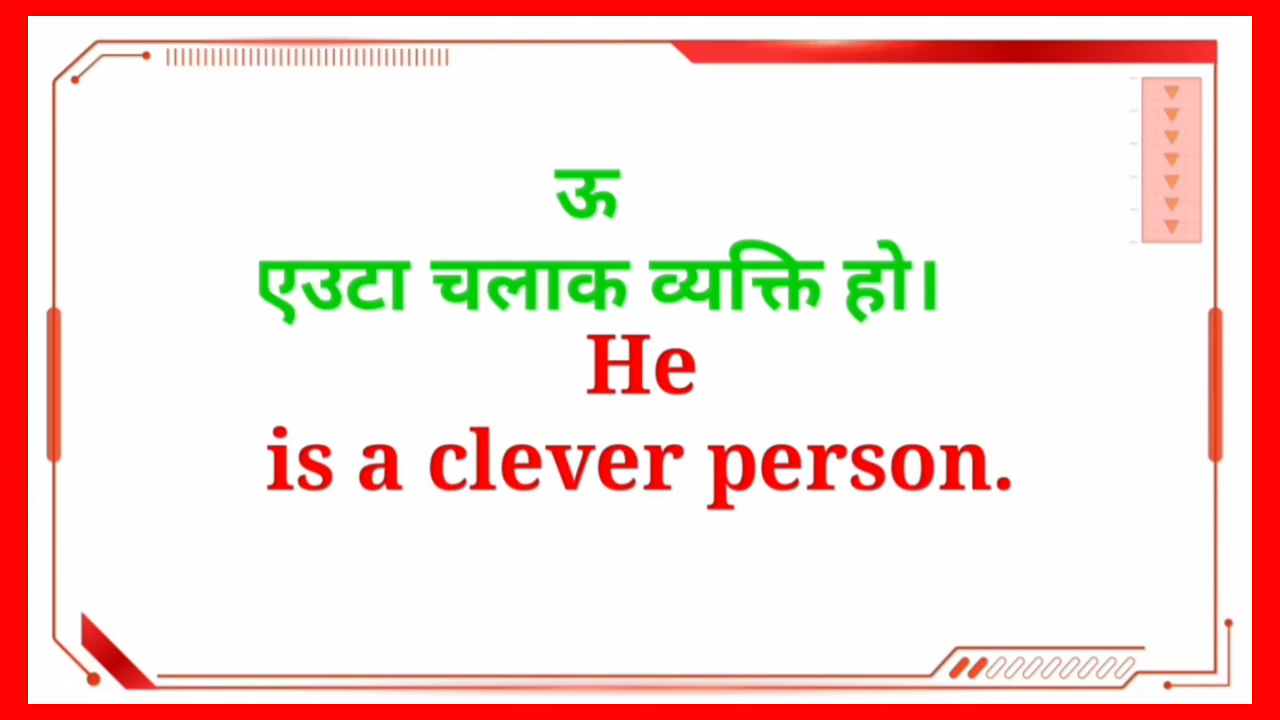 ऊ
एउटा चलाक व्यक्ति हो।
He
is a clever person.